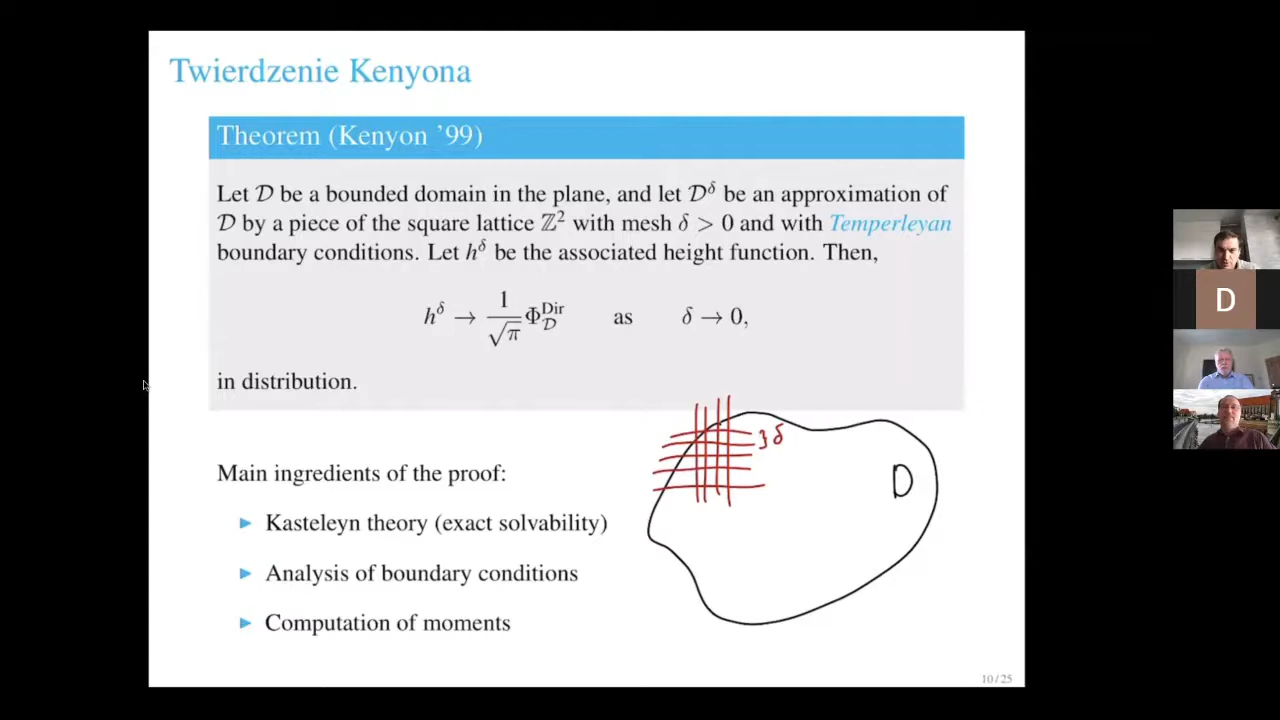 Twierdzenie Kenyona
Theorem (Kenyon ’99)
Let 𝒟 be a bounded domain in the plane, and let 𝒟^δ be an approximation of
𝒟 by a piece of the square lattice ℤ² with mesh δ > 0 and with Temperleyan
boundary conditions. Let h^δ be the associated height function. Then,
h^δ → 1/√π Φ_𝒟^Dir as δ → 0,
in distribution.
Main ingredients of the proof:
▶ Kasteleyn theory (exact solvability)
▶ Analysis of boundary conditions
▶ Computation of moments
δ
D
10/25
D